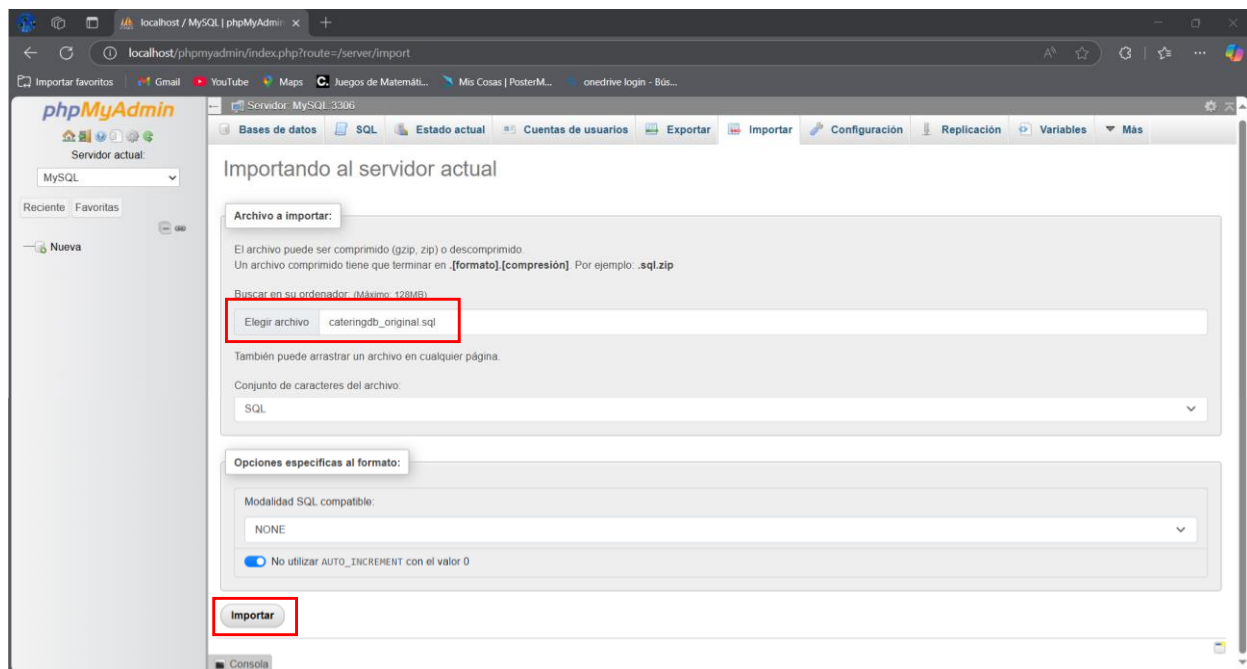 localhost / MySQL | phpMyAdmin
localhost/phpmyadmin/index.php?route=/server/import
Importar favoritos Gmail YouTube Maps Juegos de Matemáti... Mis Cosas | PosterM... onedrive login - Bús...
phpMyAdmin
Servidor actual:
MySQL
Reciente Favoritas
Nueva
Servidor: MySQL:3306
Bases de datos SQL Estado actual Cuentas de usuarios Exportar Importar Configuración Replicación Variables Más
Importando al servidor actual
Archivo a importar:
El archivo puede ser comprimido (gzip, zip) o descomprimido.
Un archivo comprimido tiene que terminar en .[formato].[compresión]. Por ejemplo: .sql.zip
Buscar en su ordenador: (Máximo: 128MB)
Elegir archivo cateringdb_original.sql
También puede arrastrar un archivo en cualquier página.
Conjunto de caracteres del archivo:
SQL
Opciones específicas al formato:
Modalidad SQL compatible:
NONE
No utilizar AUTO_INCREMENT con el valor 0
Importar
Consola